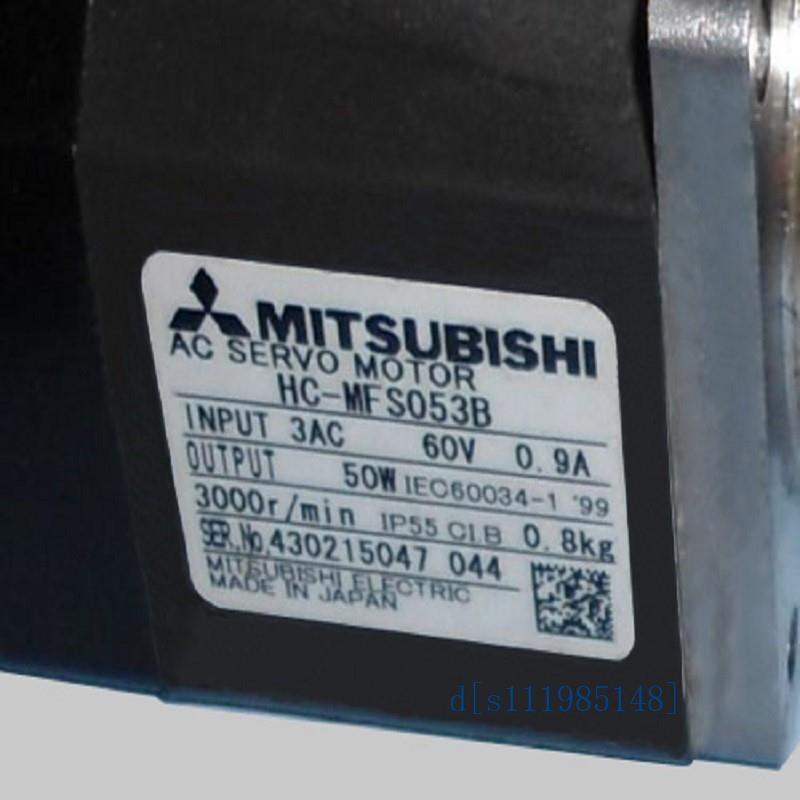 MITSUBISHI
AC SERVO MOTOR
HC-MFS053B
INPUT 3AC 60V 0.9A
OUTPUT 50W IEC60034-1 '99
3000r/min IP55 Cl.B 0.8kg
SER.No.430215047 044
MITSUBISHI ELECTRIC
MADE IN JAPAN
d[s111985148]